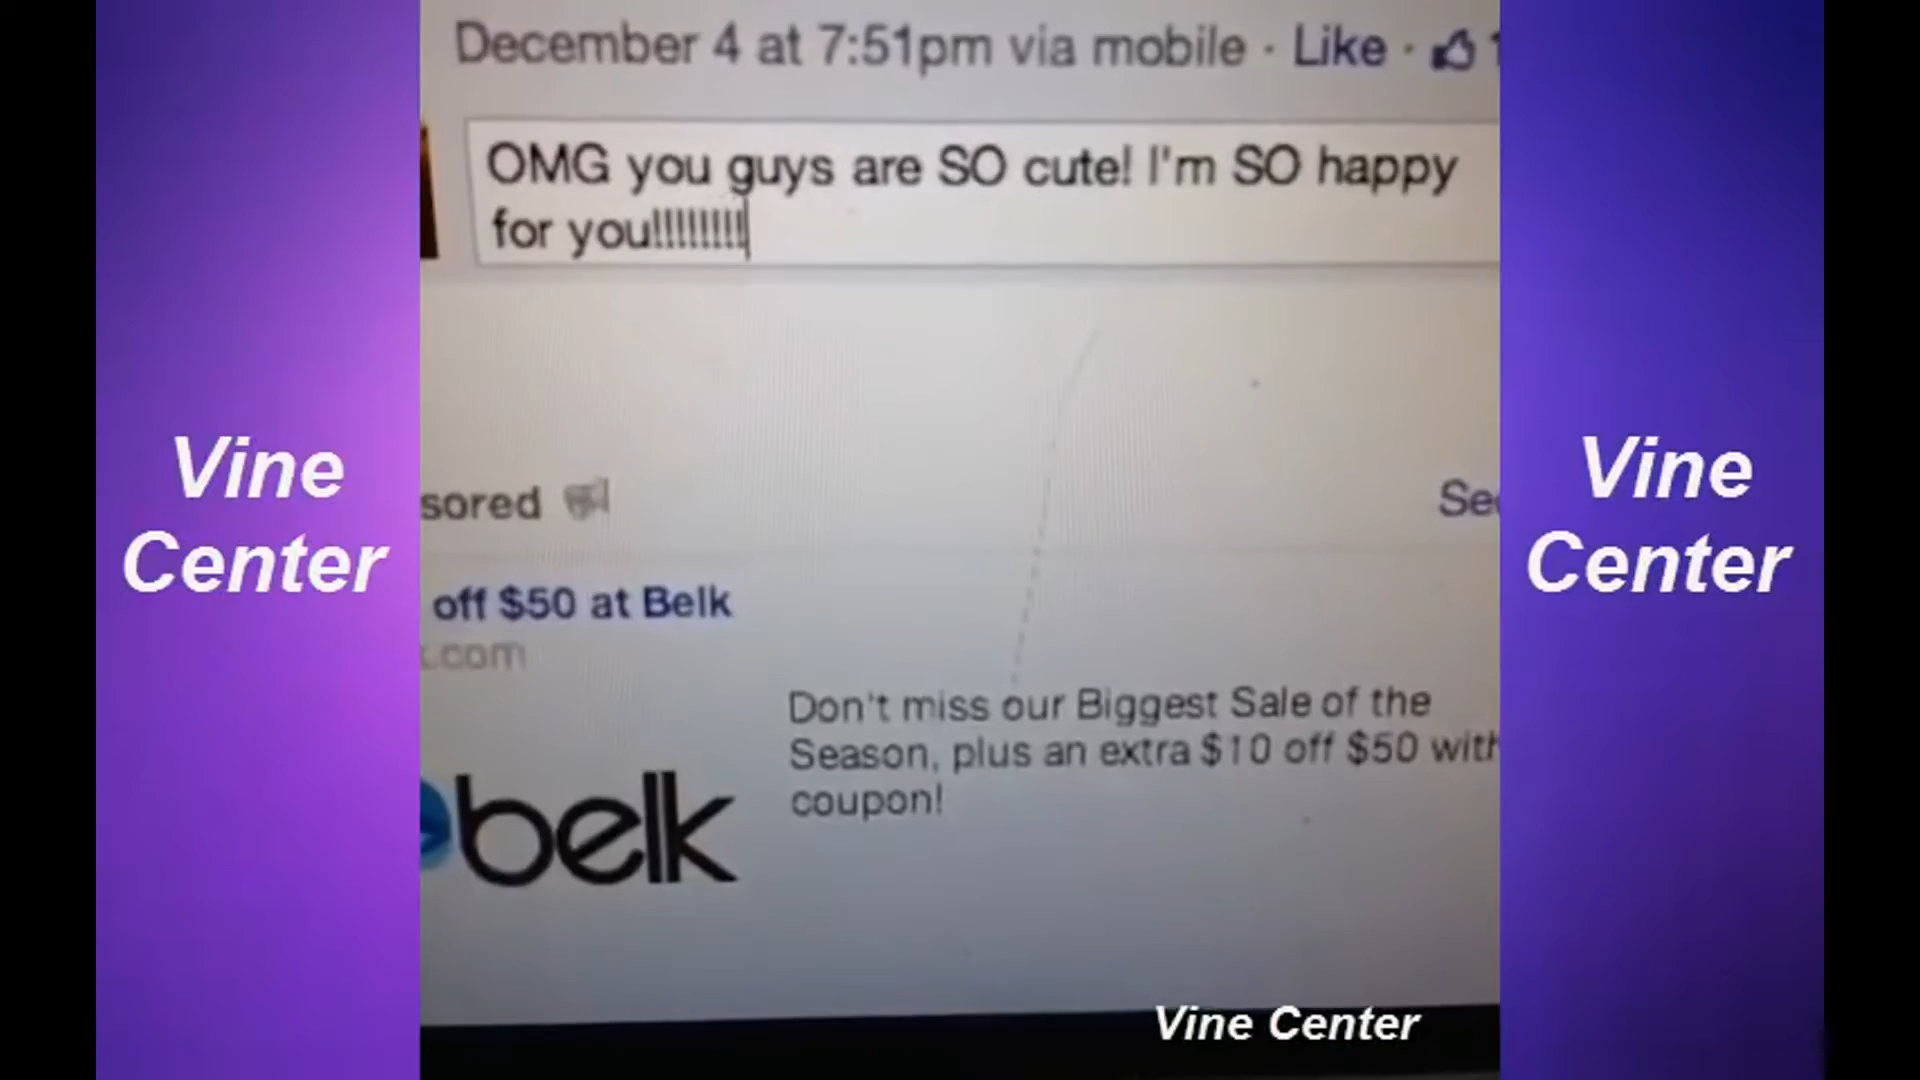 December 4 at 7:51pm via mobile · Like ·
OMG you guys are SO cute! I'm SO happy
for you!!!!!!!!!
Vine
Center
Vine
Center
sored
off $50 at Belk
.com
Don't miss our Biggest Sale of the
Season, plus an extra $10 off $50 with
coupon!
belk
Vine Center